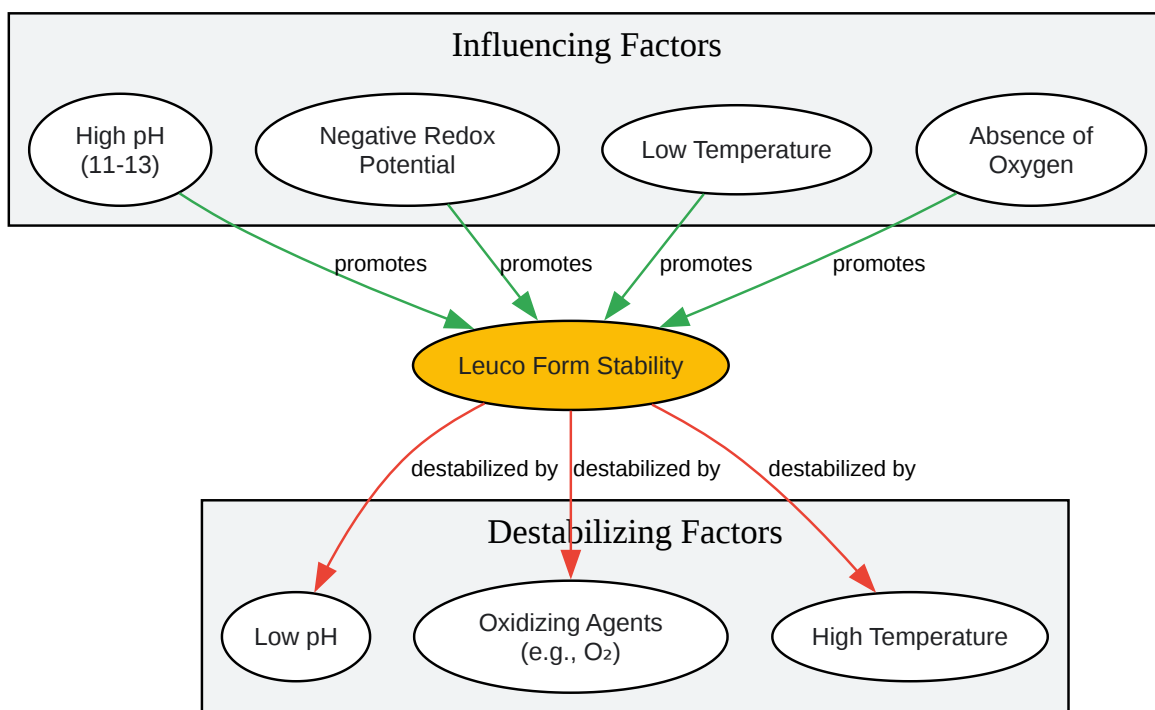 Influencing Factors
High pH
(11-13)
Negative Redox
Potential
Low Temperature
Absence of
Oxygen
promotes
promotes
promotes
promotes
Leuco Form Stability
destabilized by
destabilized by
destabilized by
Destabilizing Factors
Low pH
Oxidizing Agents
(e.g., O₂)
High Temperature